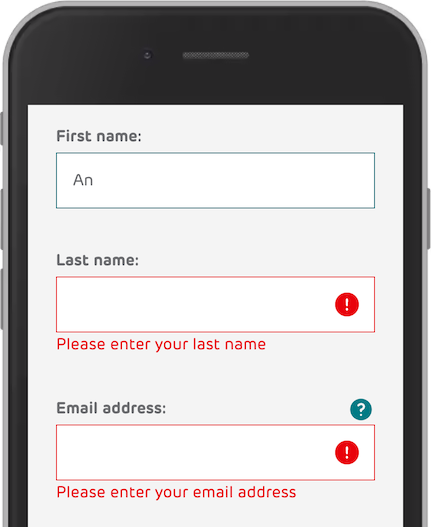 First name:
An
Last name:
!
Please enter your last name
Email address:
?
!
Please enter your email address